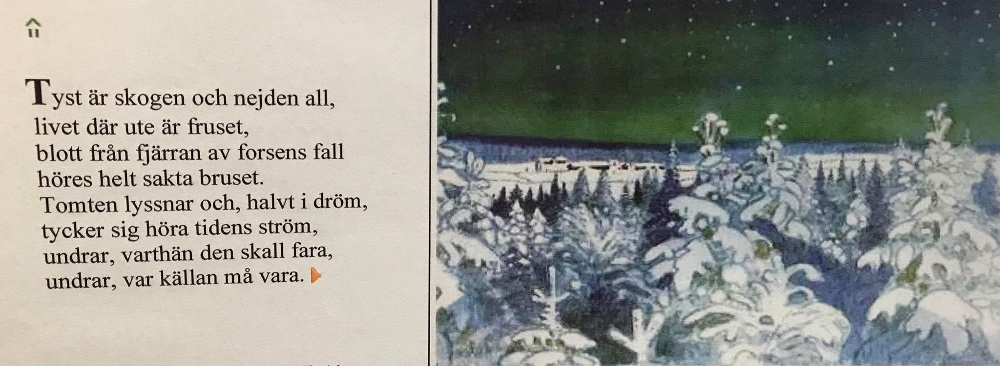 Tyst är skogen och nejden all,
livet där ute är fruset,
blott från fjärran av forsens fall
höres helt sakta bruset.
Tomten lyssnar och, halvt i dröm,
tycker sig höra tidens ström,
undrar, varthän den skall fara,
undrar, var källan må vara.